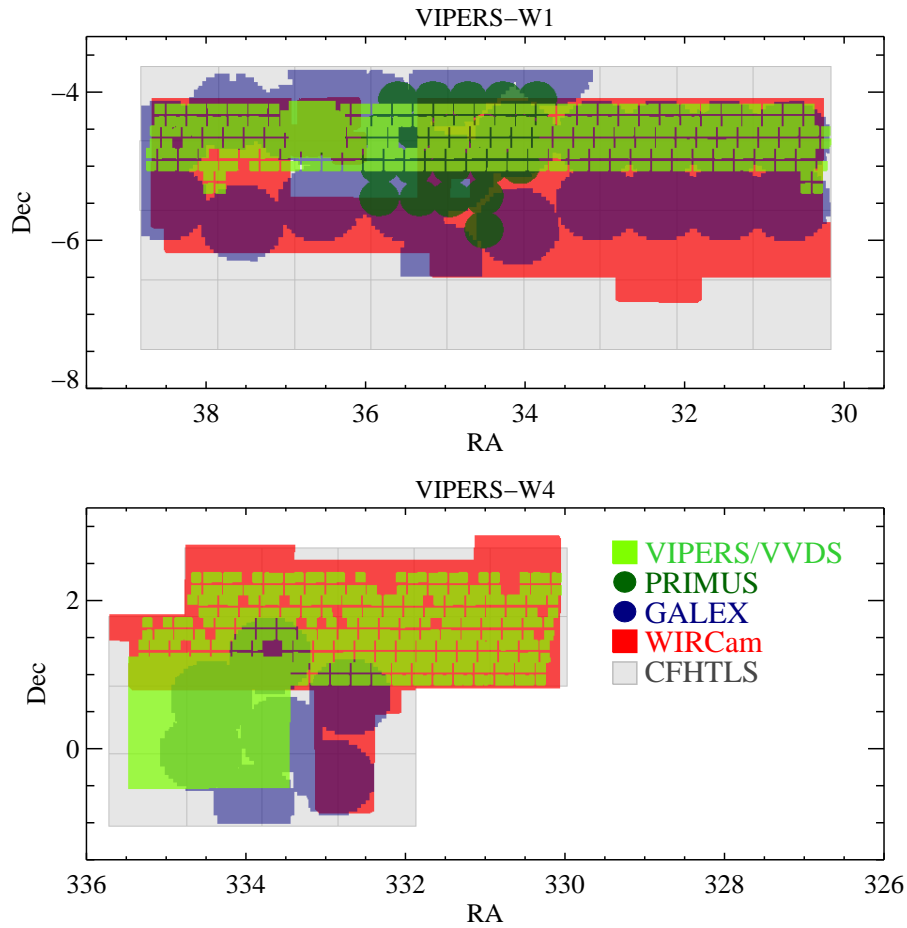 VIPERS−W1
−4
−6
−8
Dec
38
36
34
32
30
RA
VIPERS−W4
VIPERS/VVDS
PRIMUS
GALEX
WIRCam
CFHTLS
2
0
Dec
336
334
332
330
328
326
RA